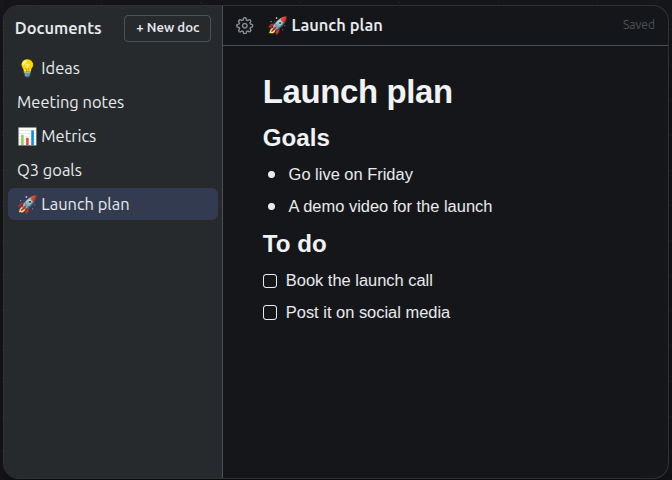 Documents
+ New doc
💡 Ideas
Meeting notes
📊 Metrics
Q3 goals
🚀 Launch plan
🚀 Launch plan
Saved
Launch plan
Goals
• Go live on Friday
• A demo video for the launch
To do
☐ Book the launch call
☐ Post it on social media